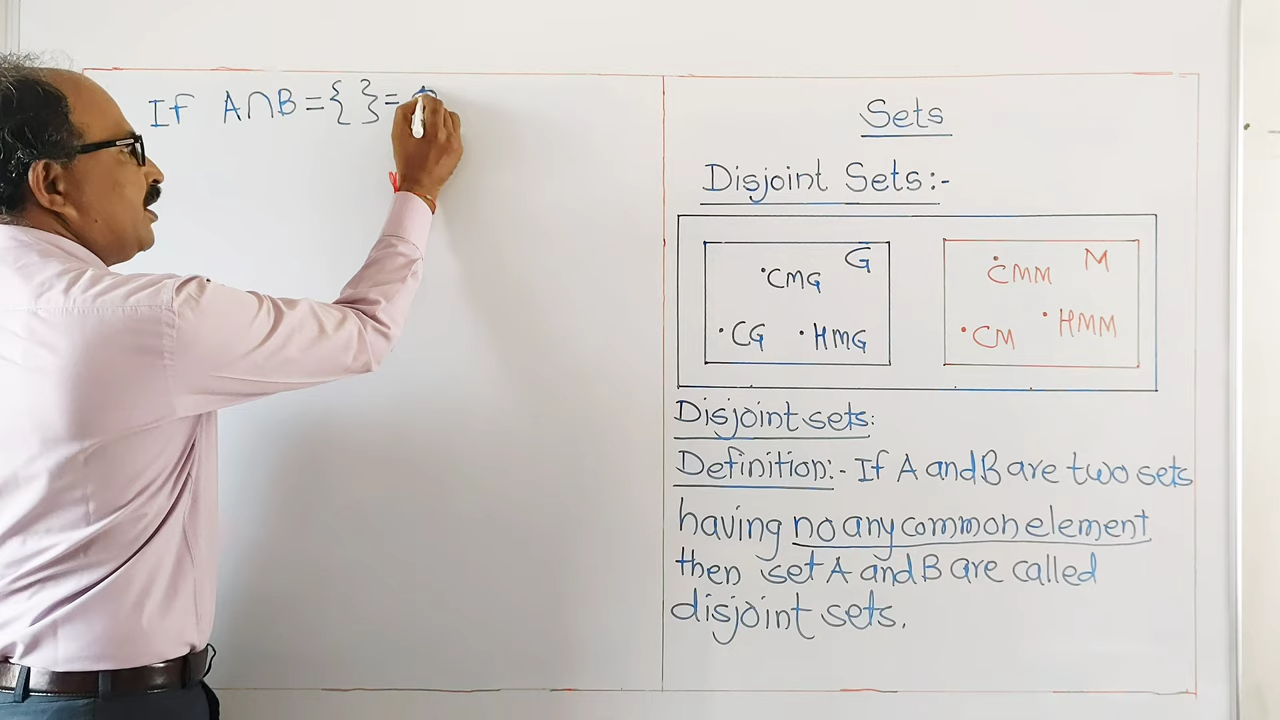 If A∩B={ }=
Sets
Disjoint Sets:-
G
·CMG
·CG ·HMG
M
·CMM
·CM ·HMM
Disjoint sets:
Definition:- If A and B are two sets
having no any common element
then set A and B are called
disjoint sets.